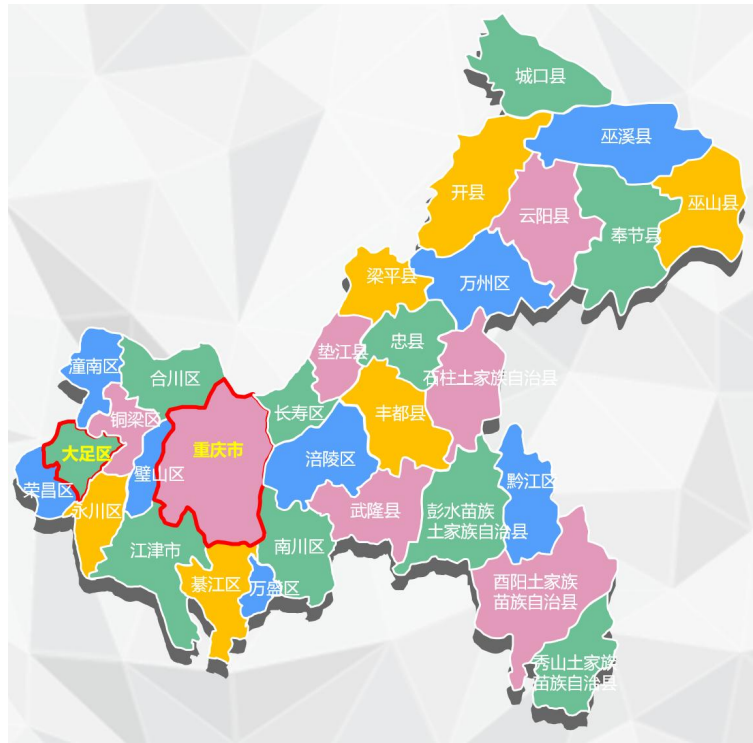 城口县
巫溪县
开县
云阳县
巫山县
奉节县
梁平县
万州区
垫江县
忠县
石柱土家族自治县
潼南区
合川区
铜梁区
长寿区
丰都县
大足区
重庆市
涪陵区
璧山区
荣昌区
永川区
武隆县
彭水苗族
土家族自治县
黔江区
江津市
南川区
綦江区
万盛区
酉阳土家族
苗族自治县
秀山土家族
苗族自治县